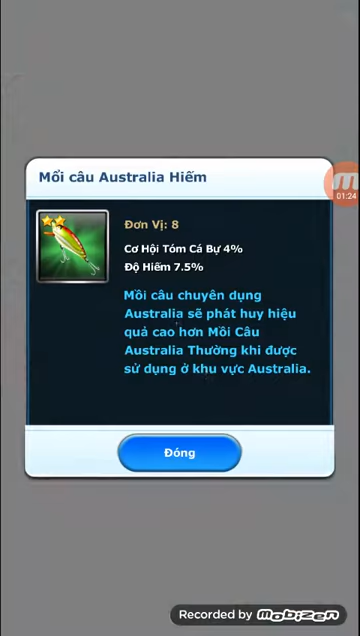 Mồi câu Australia Hiếm
01:24
Đơn Vị: 8
Cơ Hội Tóm Cá Bự 4%
Độ Hiếm 7.5%
Mồi câu chuyên dụng
Australia sẽ phát huy hiệu
quả cao hơn Mồi Câu
Australia Thường khi được
sử dụng ở khu vực Australia.
Đóng
Recorded by mobizen